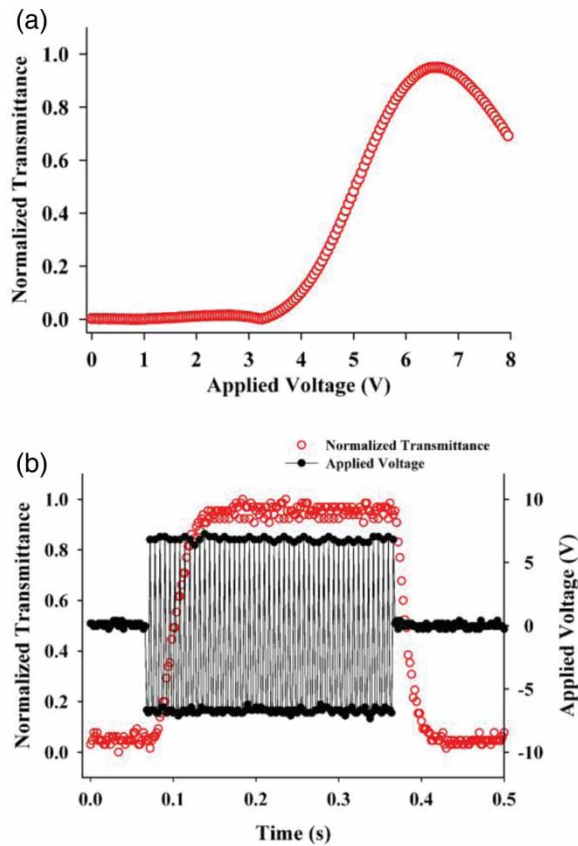 (a)
Normalized Transmittance
1.0
0.8
0.6
0.4
0.2
0.0
0 1 2 3 4 5 6 7 8
Applied Voltage (V)
(b)
Normalized Transmittance
Applied Voltage
Normalized Transmittance
1.0
0.8
0.6
0.4
0.2
0.0
10
5
0
-5
-10
Applied Voltage (V)
0.0 0.1 0.2 0.3 0.4 0.5
Time (s)